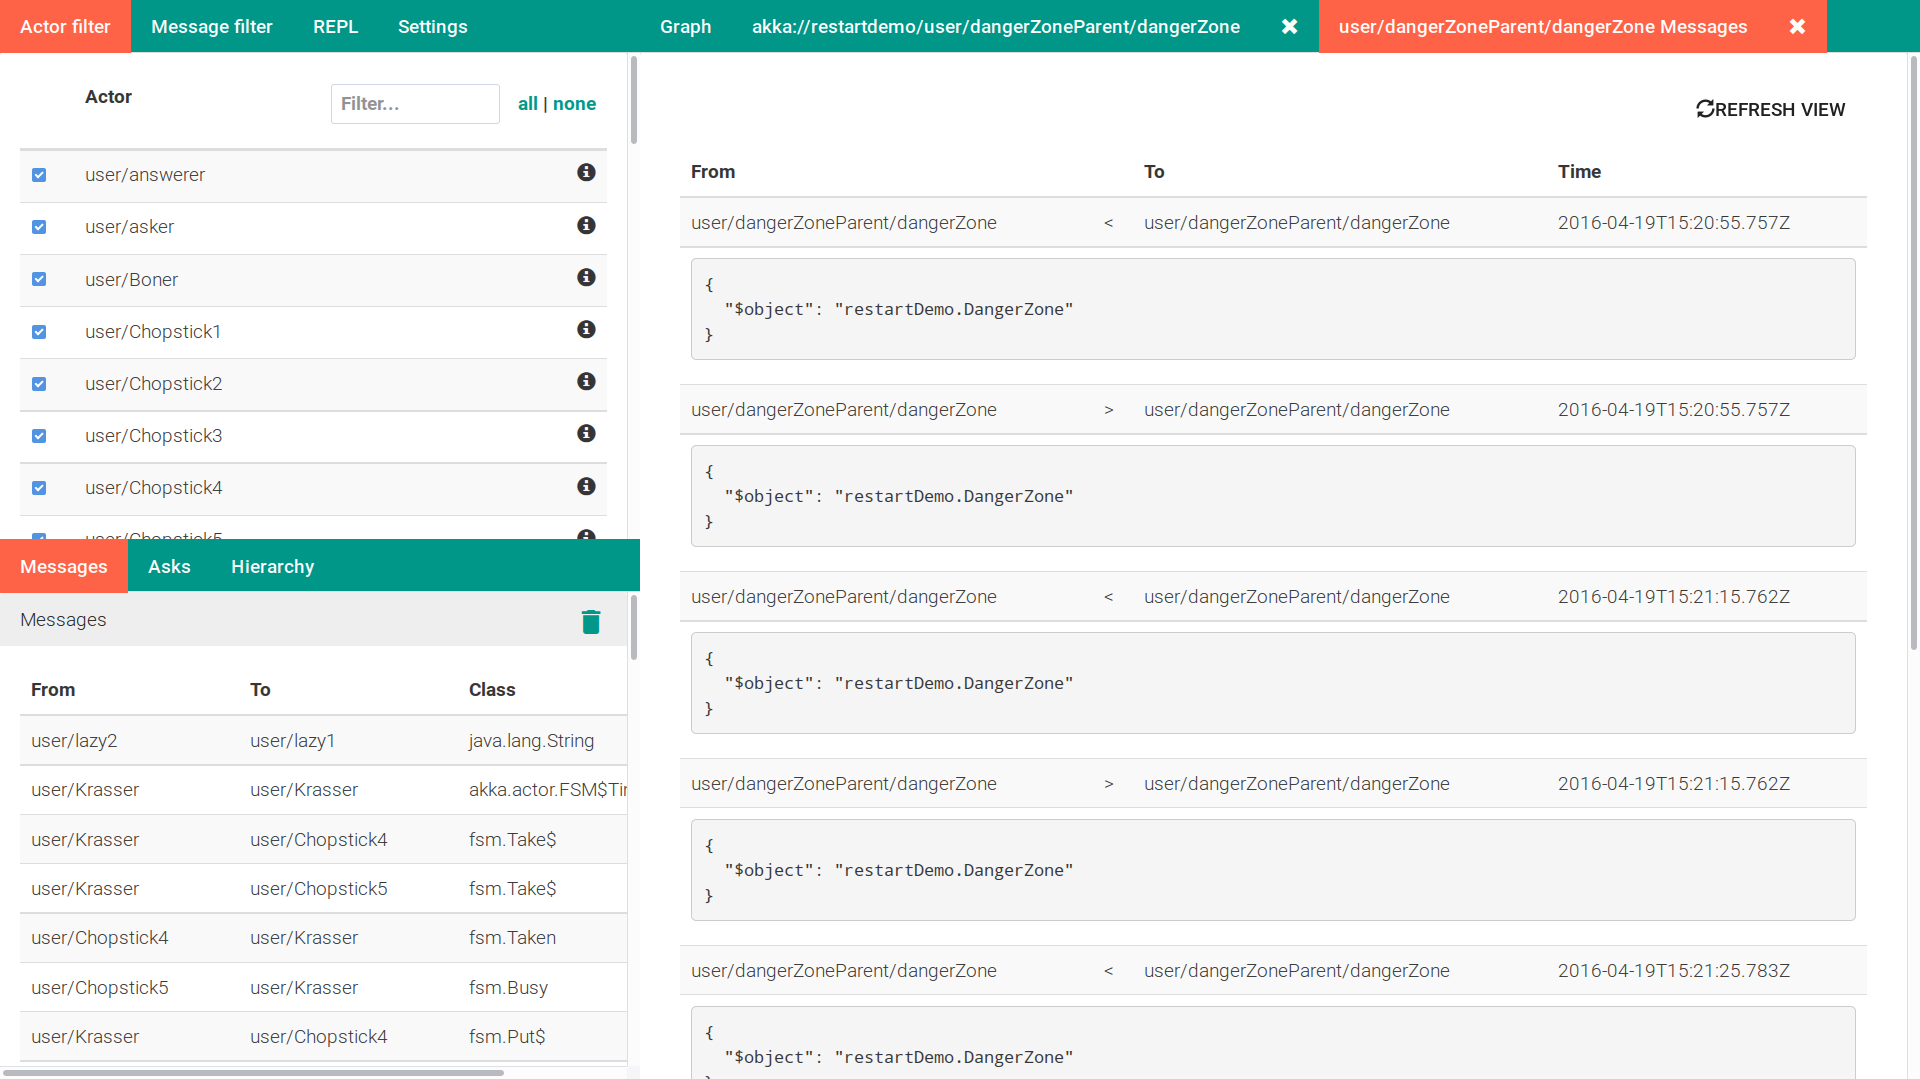 Actor filter Message filter REPL Settings
Actor Filter... all | none
user/answerer
user/asker
user/Boner
user/Chopstick1
user/Chopstick2
user/Chopstick3
user/Chopstick4
user/Chopstick5
Messages Asks Hierarchy
Messages
From To Class
user/lazy2 user/lazy1 java.lang.String
user/Krasser user/Krasser akka.actor.FSM$Ti
user/Krasser user/Chopstick4 fsm.Take$
user/Krasser user/Chopstick5 fsm.Take$
user/Chopstick4 user/Krasser fsm.Taken
user/Chopstick5 user/Krasser fsm.Busy
user/Krasser user/Chopstick4 fsm.Put$
Graph akka://restartdemo/user/dangerZoneParent/dangerZone ✖ user/dangerZoneParent/dangerZone Messages ✖
REFRESH VIEW
From To Time
user/dangerZoneParent/dangerZone < user/dangerZoneParent/dangerZone 2016-04-19T15:20:55.757Z
{
"$object": "restartDemo.DangerZone"
}
user/dangerZoneParent/dangerZone > user/dangerZoneParent/dangerZone 2016-04-19T15:20:55.757Z
{
"$object": "restartDemo.DangerZone"
}
user/dangerZoneParent/dangerZone < user/dangerZoneParent/dangerZone 2016-04-19T15:21:15.762Z
{
"$object": "restartDemo.DangerZone"
}
user/dangerZoneParent/dangerZone > user/dangerZoneParent/dangerZone 2016-04-19T15:21:15.762Z
{
"$object": "restartDemo.DangerZone"
}
user/dangerZoneParent/dangerZone < user/dangerZoneParent/dangerZone 2016-04-19T15:21:25.783Z
{
"$object": "restartDemo.DangerZone"
}